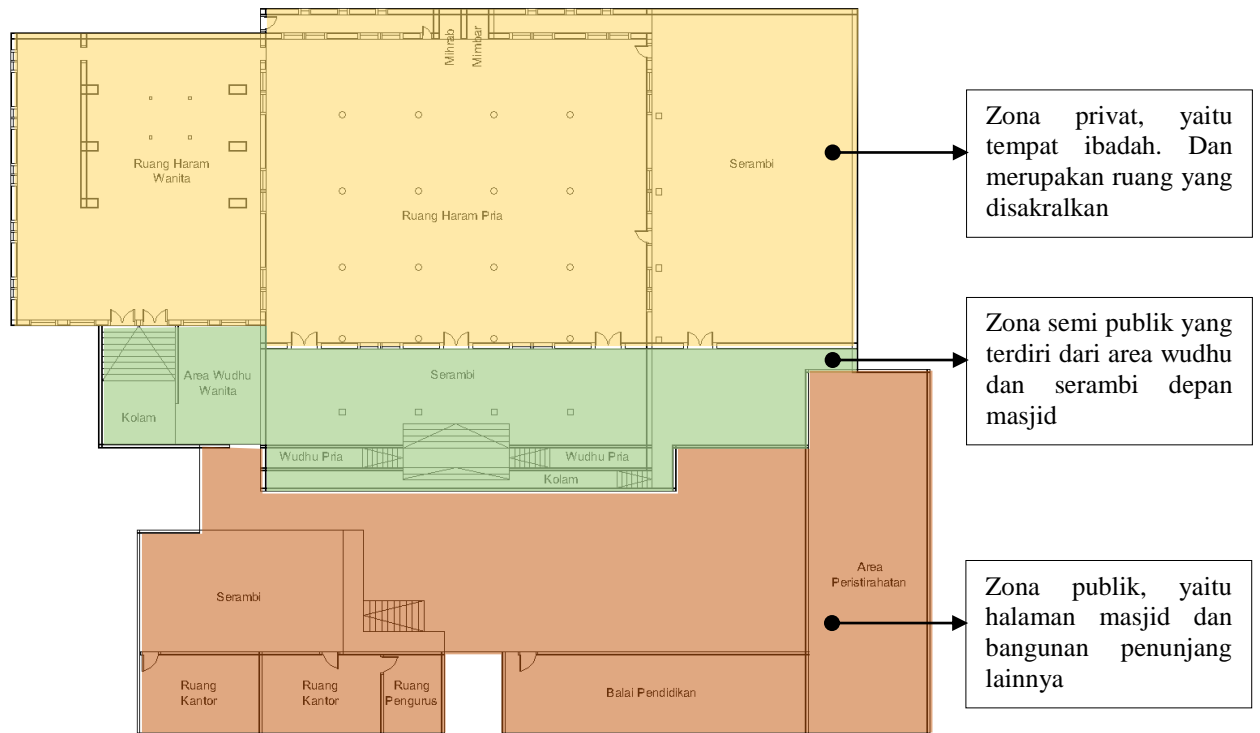 Mihrab
Mimbar
Ruang Haram
Wanita
Ruang Haram Pria
Serambi
Zona privat, yaitu
tempat ibadah. Dan
merupakan ruang yang
disakralkan
Area Wudhu
Wanita
Kolam
Serambi
Wudhu Pria
Wudhu Pria
Kolam
Zona semi publik yang
terdiri dari area wudhu
dan serambi depan
masjid
Serambi
Area
Peristirahatan
Ruang
Kantor
Ruang
Kantor
Ruang
Pengurus
Balai Pendidikan
Zona publik, yaitu
halaman masjid dan
bangunan penunjang
lainnya